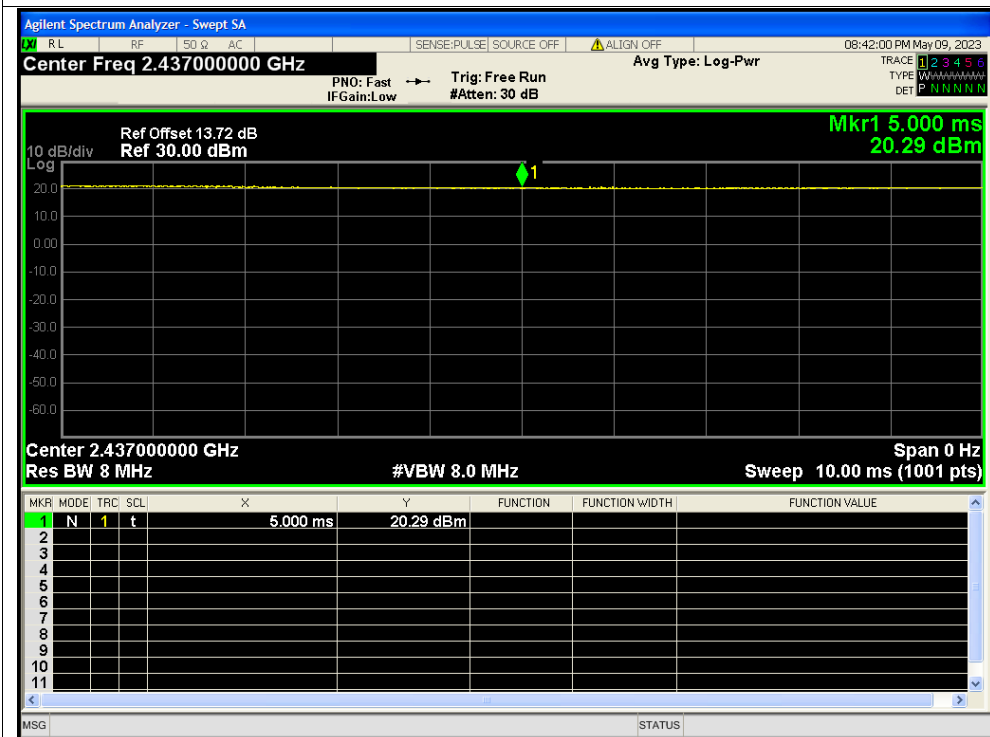 Agilent Spectrum Analyzer - Swept SA
LXI RL RF 50 Ω AC SENSE:PULSE SOURCE OFF ALIGN OFF 08:42:00 PM May 09, 2023
Center Freq 2.437000000 GHz
PNO: Fast
IFGain:Low
Trig: Free Run
#Atten: 30 dB
Avg Type: Log-Pwr
TRACE 1 2 3 4 5 6
TYPE W
DET P N N N N N
Mkr1 5.000 ms
20.29 dBm
Ref Offset 13.72 dB
10 dB/div Ref 30.00 dBm
Log
1
20.0
10.0
0.00
-10.0
-20.0
-30.0
-40.0
-50.0
-60.0
Center 2.437000000 GHz Span 0 Hz
Res BW 8 MHz #VBW 8.0 MHz Sweep 10.00 ms (1001 pts)
MKR MODE TRC SCL X Y FUNCTION FUNCTION WIDTH FUNCTION VALUE
1 N 1 t 5.000 ms 20.29 dBm
2
3
4
5
6
7
8
9
10
11
MSG STATUS